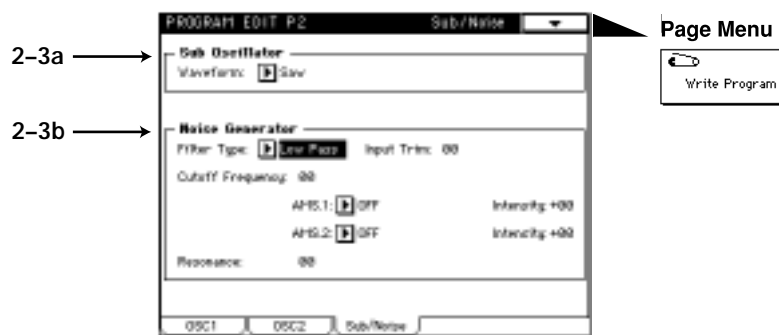 PROGRAM EDIT P2 Sub/Noise
Page Menu
Write Program
2–3a
Sub Oscillator
Waveform: Saw
2–3b
Noise Generator
Filter Type: Low Pass Input Trim: 00
Cutoff Frequency: 00
AMS.1: OFF Intensity: +00
AMS.2: OFF Intensity: +00
Resonance: 00
OSC1 OSC2 Sub/Noise